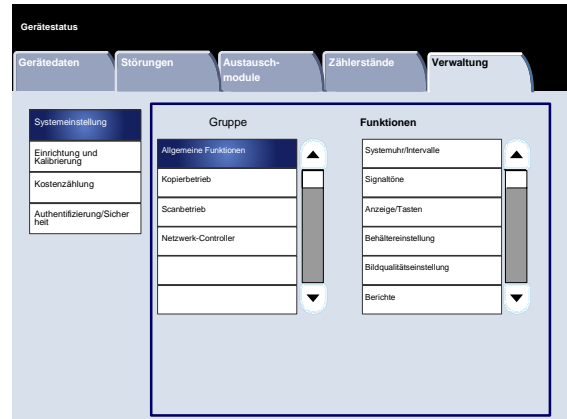 Gerätestatus
Gerätedaten
Störungen
Austausch-
module
Zählerstände
Verwaltung
Systemeinstellung
Einrichtung und
Kalibrierung
Kostenzählung
Authentifizierung/Sicher
heit
Gruppe
Allgemeine Funktionen
Kopierbetrieb
Scanbetrieb
Netzwerk-Controller
Funktionen
Systemuhr/Intervalle
Signaltöne
Anzeige/Tasten
Behältereinstellung
Bildqualitätseinstellung
Berichte